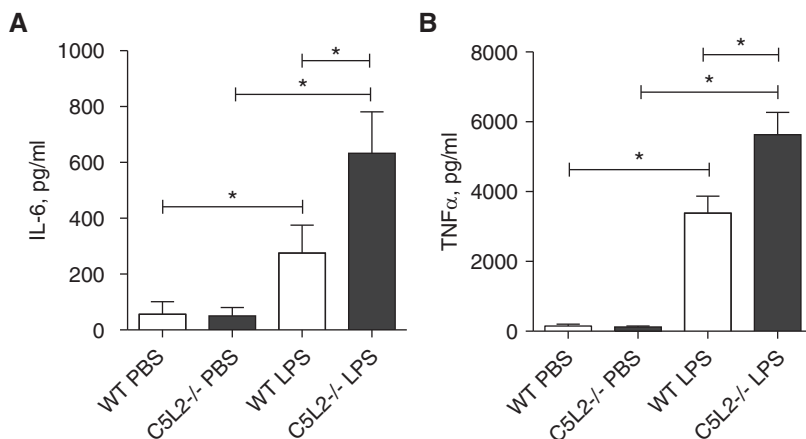 A
IL-6, pg/ml
1000
800
600
400
200
0
*
*
*
WT PBS
C5L2-/- PBS
WT LPS
C5L2-/- LPS
B
TNFα, pg/ml
8000
6000
4000
2000
0
*
*
*
WT PBS
C5L2-/- PBS
WT LPS
C5L2-/- LPS